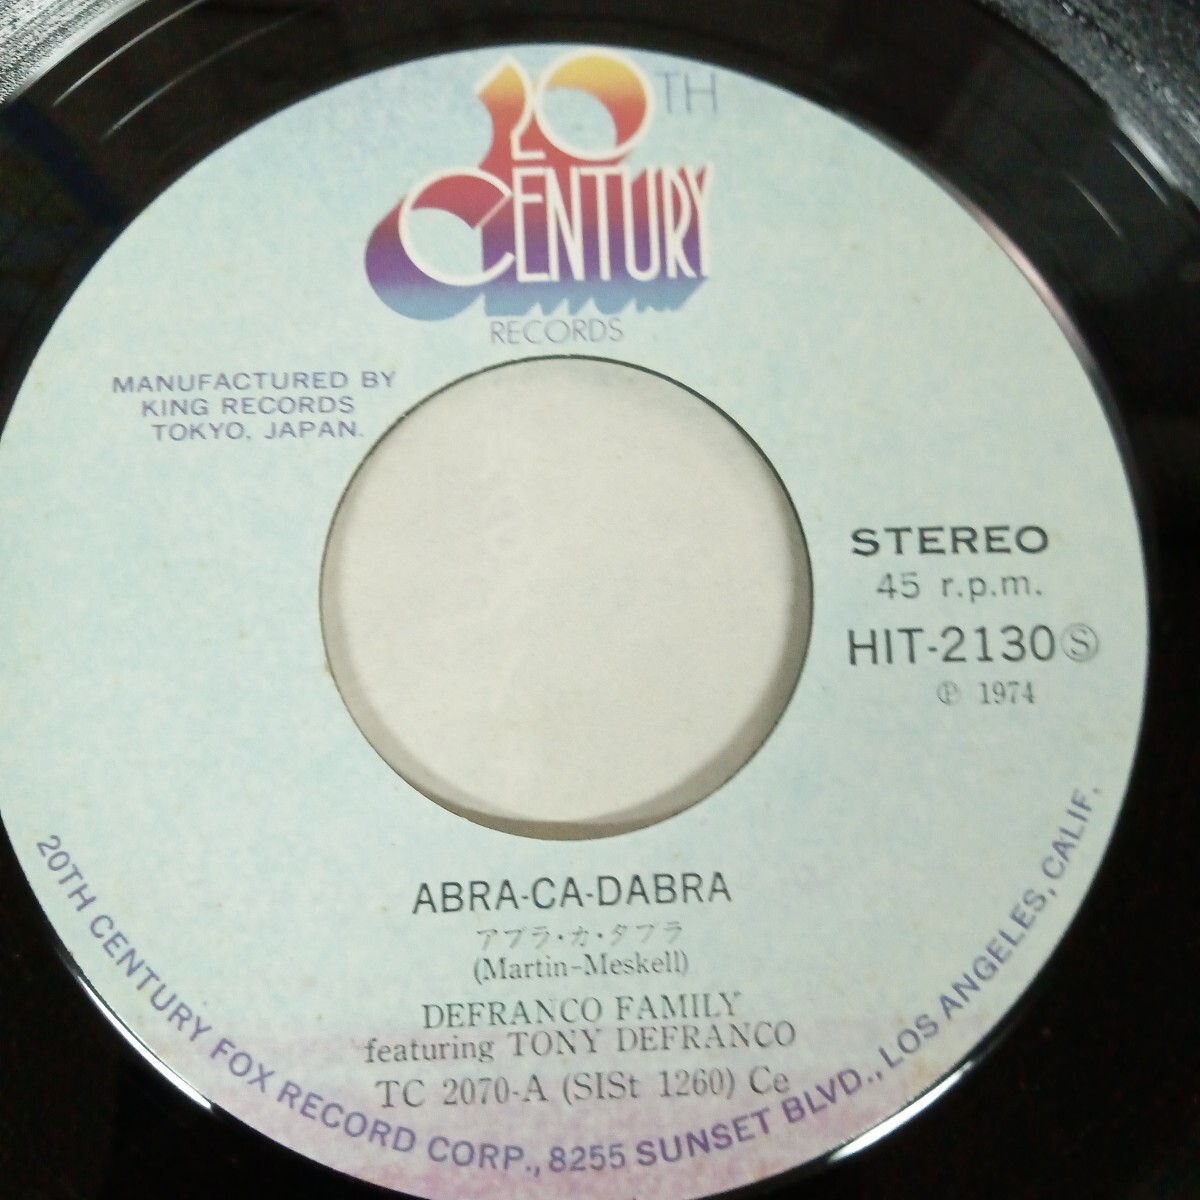 20TH
CENTURY
RECORDS
MANUFACTURED BY
KING RECORDS
TOKYO, JAPAN.
STEREO
45 r.p.m.
HIT-2130Ⓢ
℗ 1974
ABRA-CA-DABRA
アブラ・カ・ダブラ
(Martin-Meskell)
DEFRANCO FAMILY
featuring TONY DEFRANCO
TC 2070-A (SISt 1260) Ce
20TH CENTURY FOX RECORD CORP., 8255 SUNSET BLVD., LOS ANGELES, CALIF.